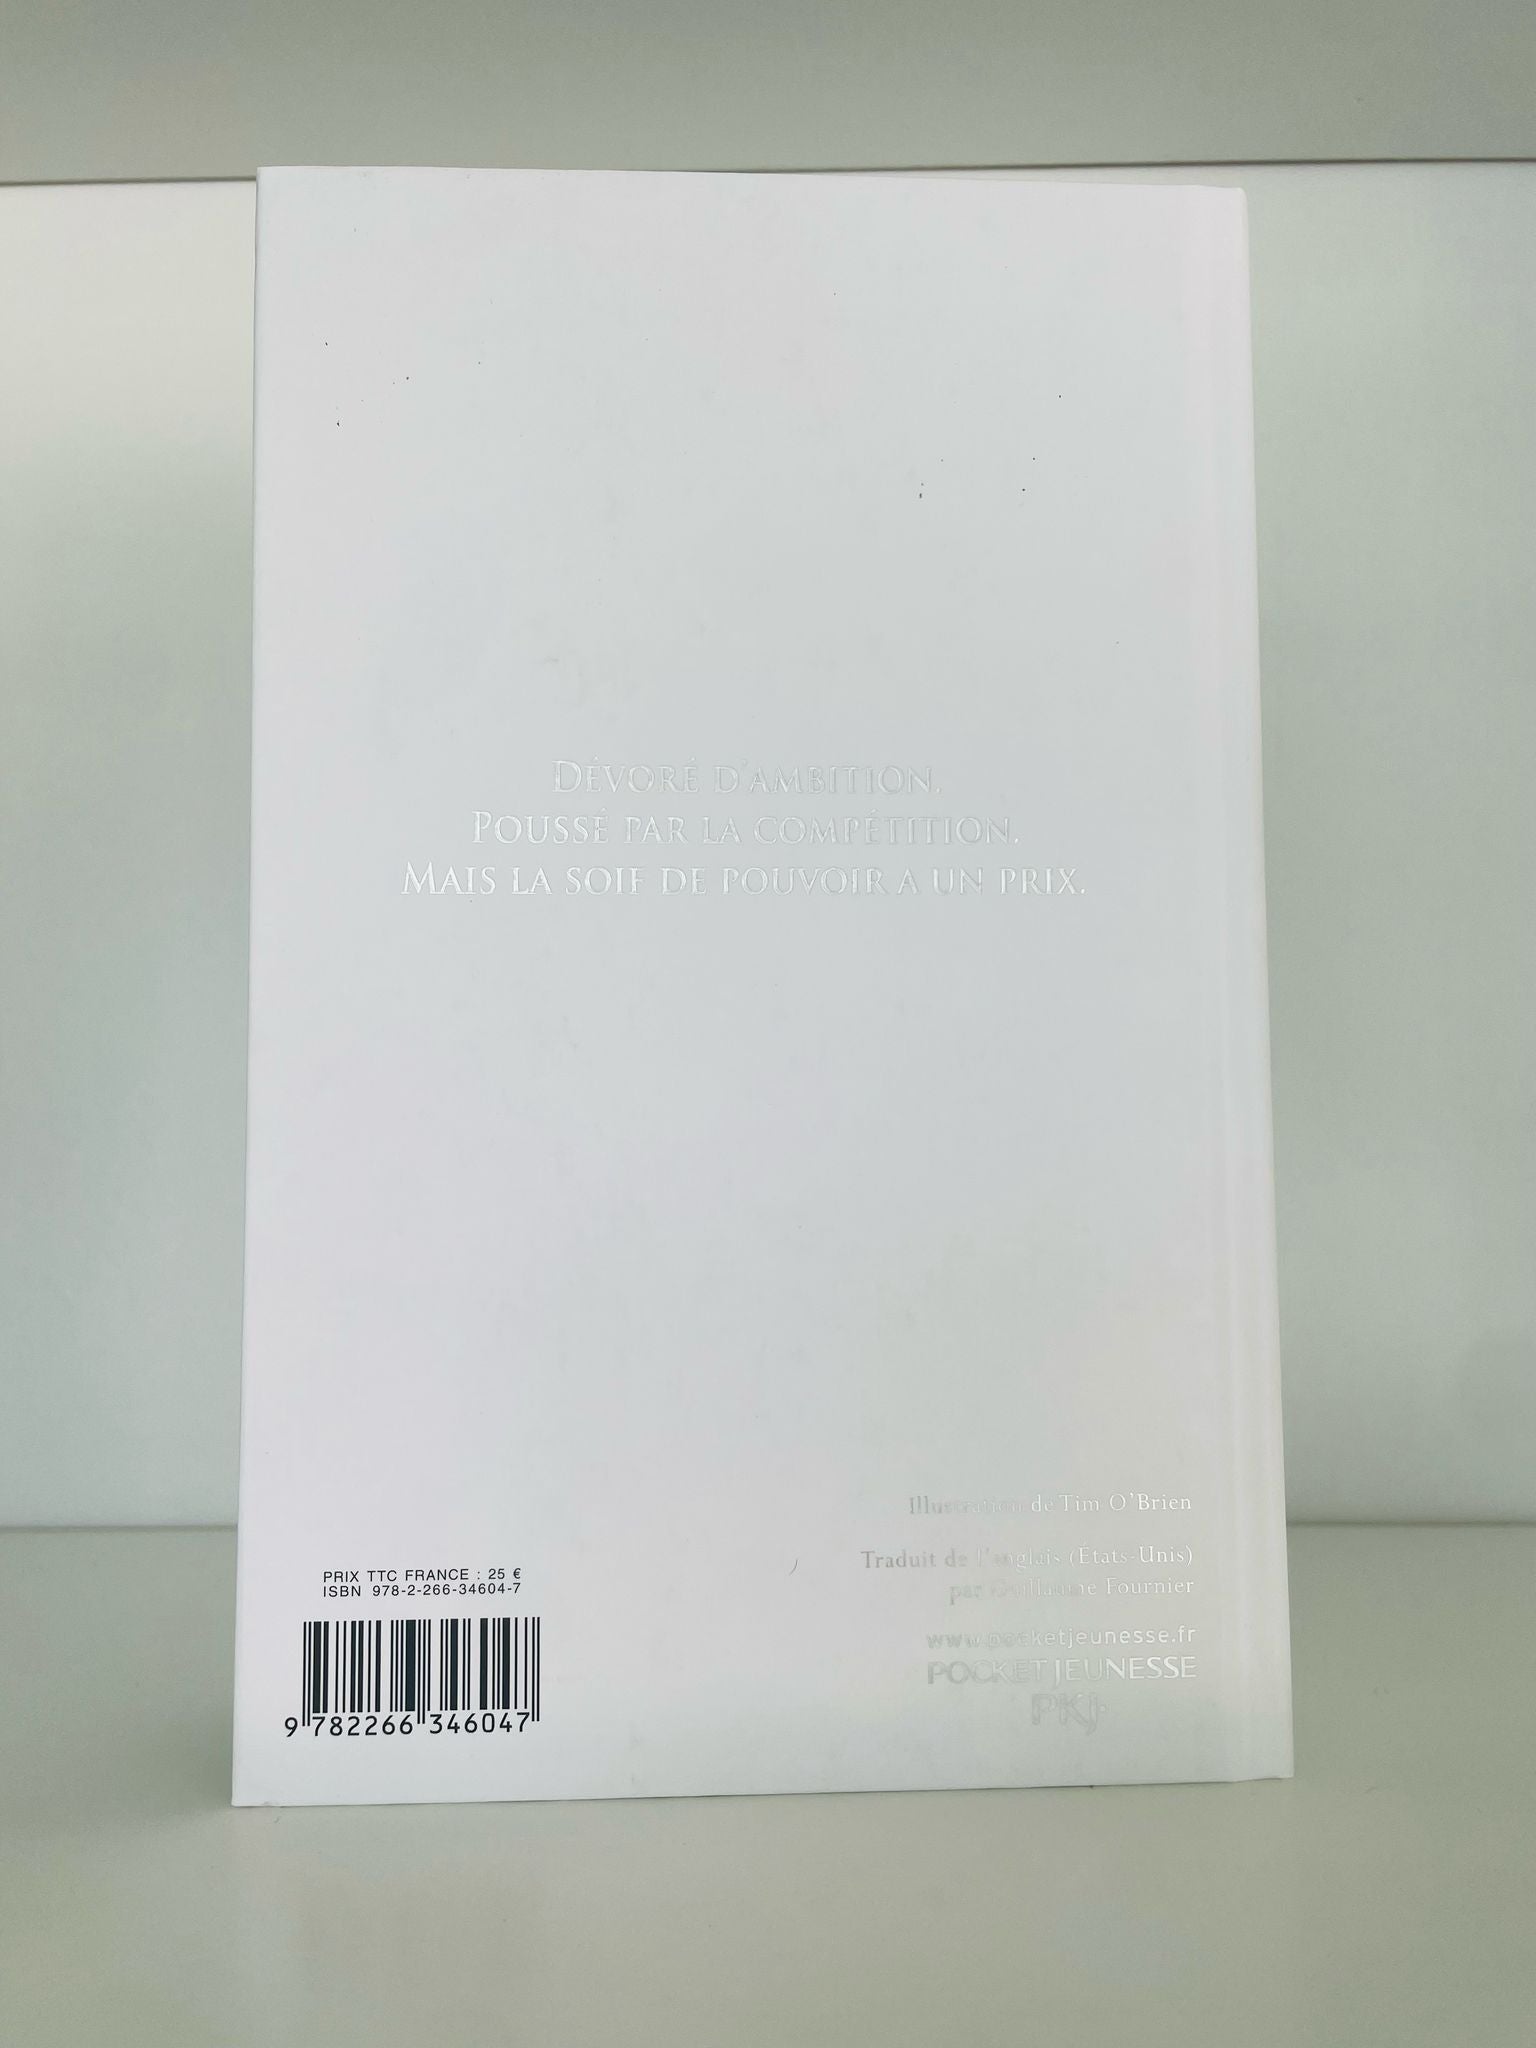 DÉVORÉ D'AMBITION.
POUSSÉ PAR LA COMPÉTITION.
MAIS LA SOIF DE POUVOIR A UN PRIX.
Illustration de Tim O'Brien
Traduit de l'anglais (États-Unis)
par Guillaume Fournier
www.pocketjeunesse.fr
POCKET JEUNESSE
PKJ.
PRIX TTC FRANCE : 25 €
ISBN 978-2-266-34604-7
9 782266 346047